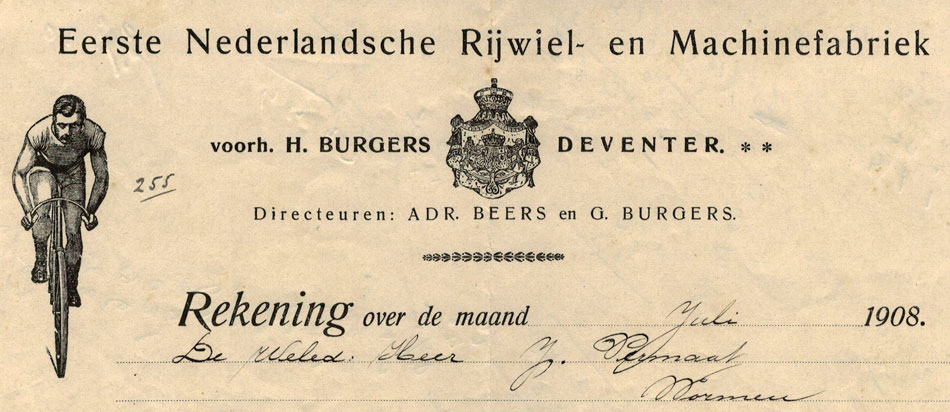 Eerste Nederlandsche Rijwiel- en Machinefabriek
voorh. H. BURGERS DEVENTER. * *
255
Directeuren: ADR. BEERS en G. BURGERS.
Rekening over de maand Juli 1908.
De Weled: Heer J.
Wormen